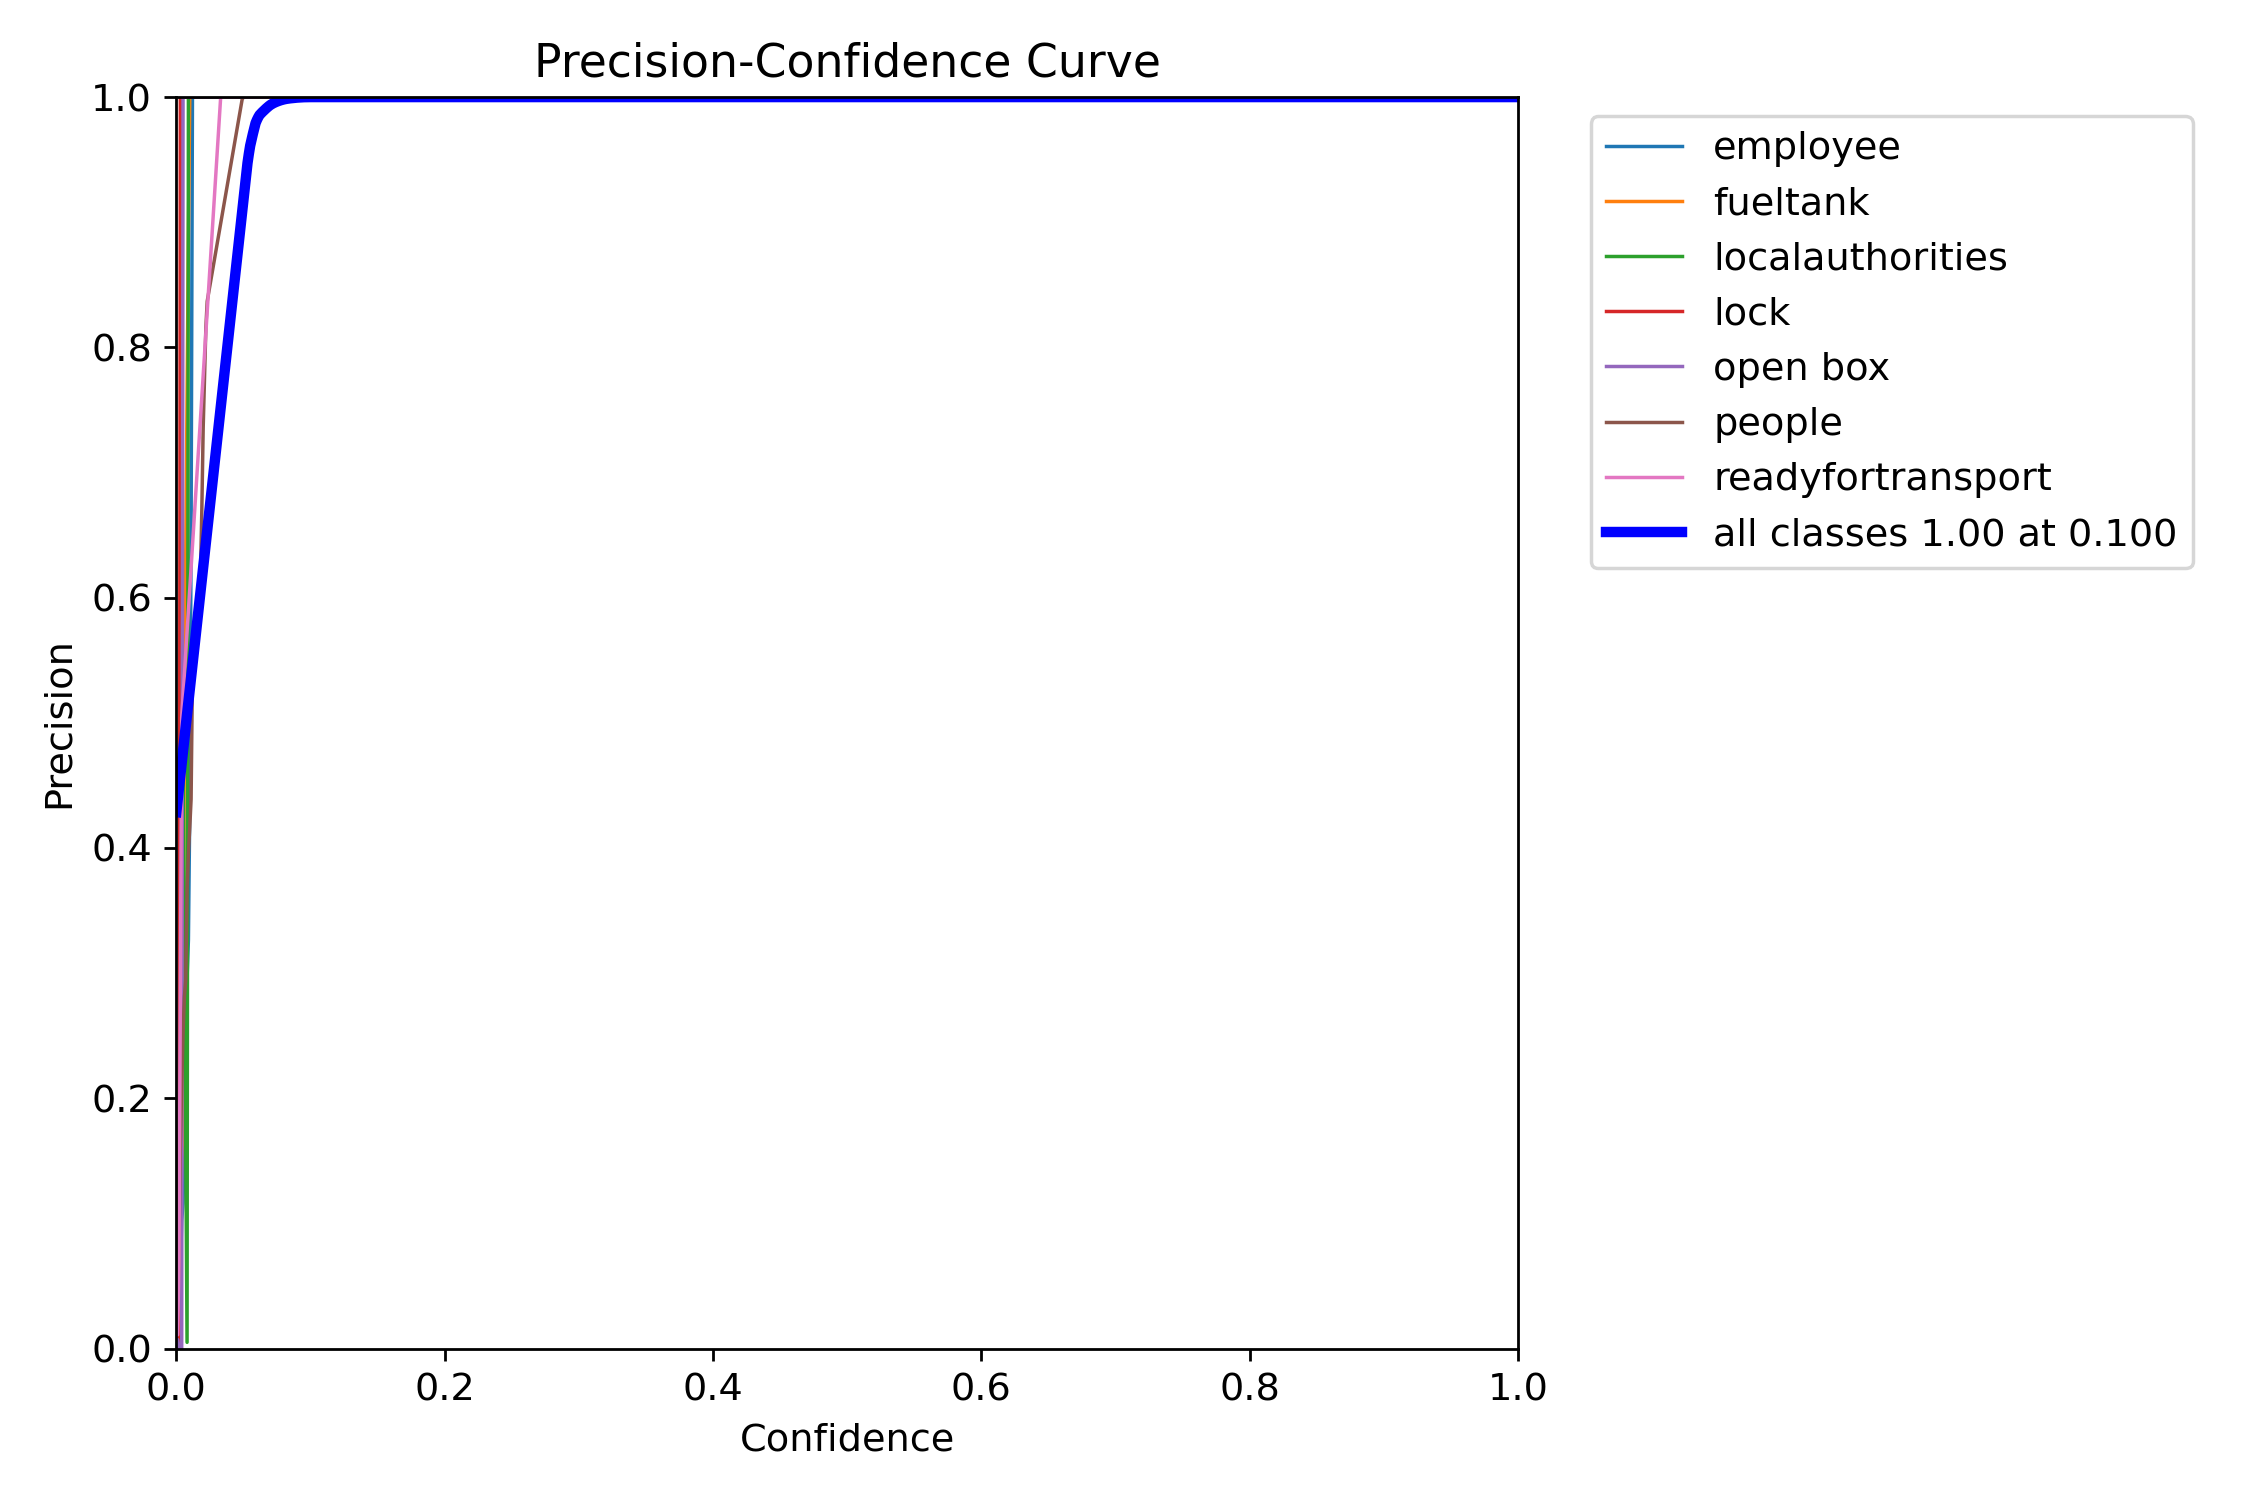 Precision-Confidence Curve
1.0
0.8
0.6
0.4
0.2
0.0
Precision
0.0 0.2 0.4 0.6 0.8 1.0
Confidence
employee
fueltank
localauthorities
lock
open box
people
readyfortransport
all classes 1.00 at 0.100